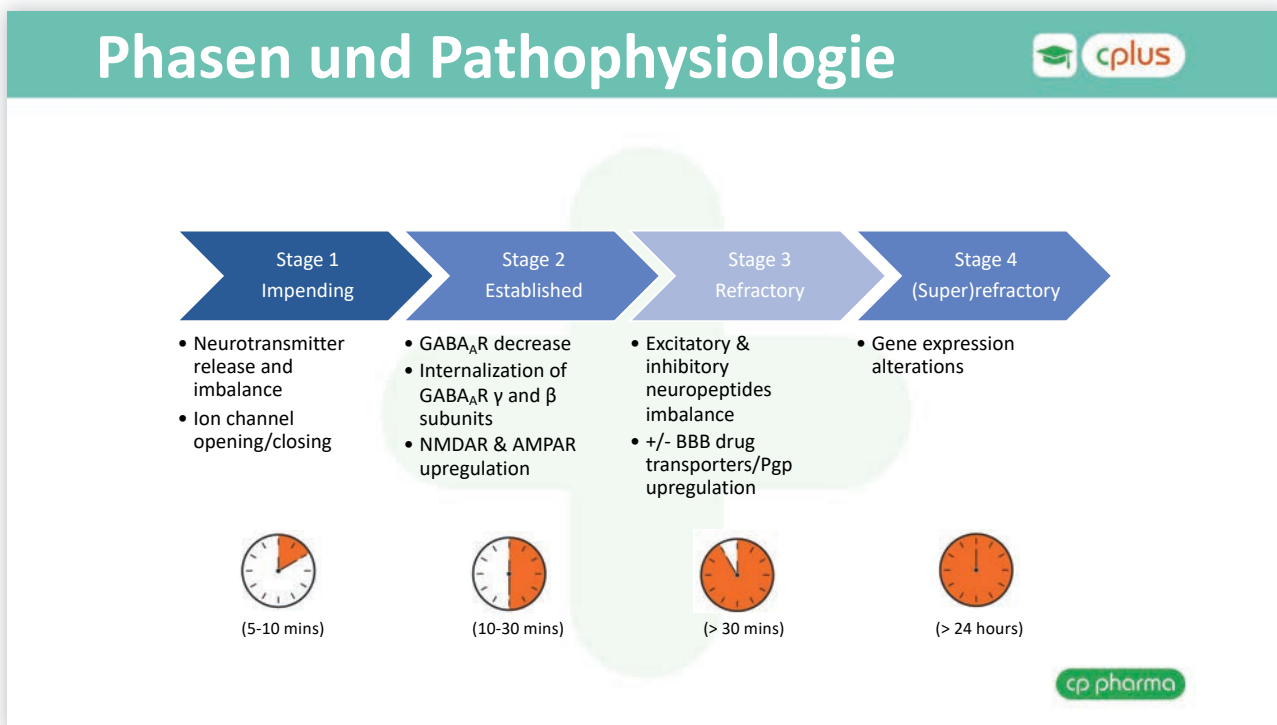 Phasen und Pathophysiologie
cplus
Stage 1
Impending
Stage 2
Established
Stage 3
Refractory
Stage 4
(Super)refractory
• Neurotransmitter
release and
imbalance
• Ion channel
opening/closing
• GABAAR decrease
• Internalization of
GABAAR γ and β
subunits
• NMDAR & AMPAR
upregulation
• Excitatory &
inhibitory
neuropeptides
imbalance
• +/- BBB drug
transporters/Pgp
upregulation
• Gene expression
alterations
(5-10 mins)
(10-30 mins)
(> 30 mins)
(> 24 hours)
cp pharma